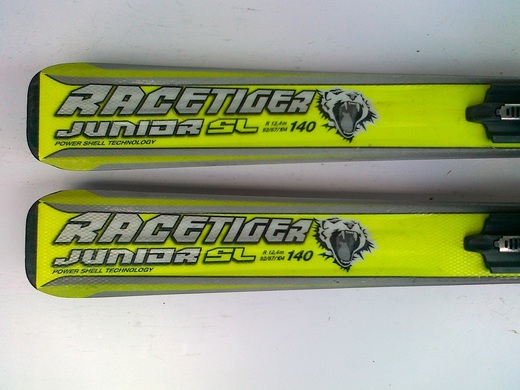 RACETIGER
JUNIOR SL R 12,4m 140
POWER SHELL TECHNOLOGY
RACETIGER
JUNIOR SL R 12,4m 140
POWER SHELL TECHNOLOGY